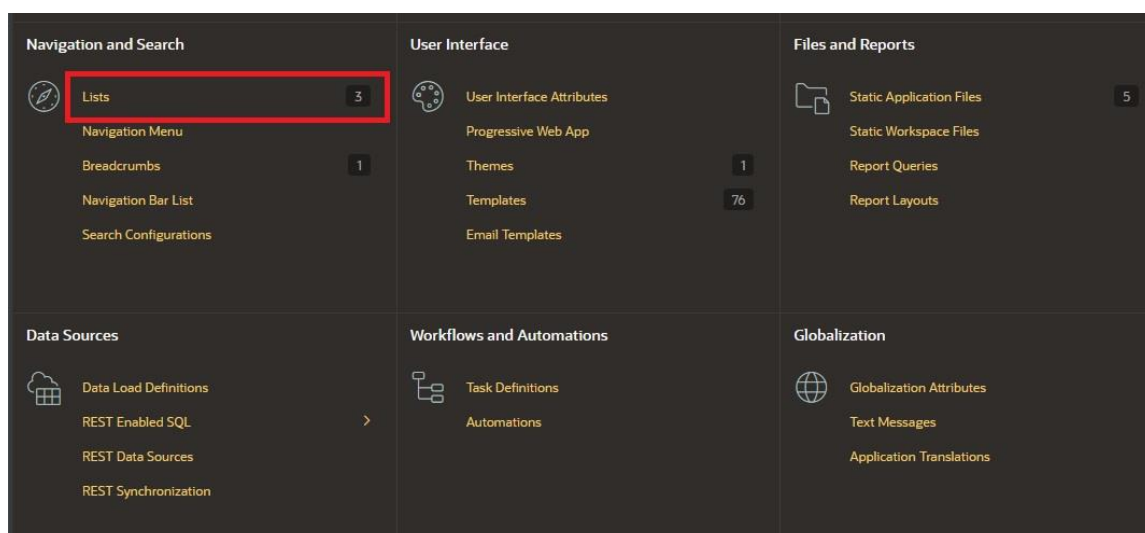 Navigation and Search
Lists 3
Navigation Menu
Breadcrumbs 1
Navigation Bar List
Search Configurations
User Interface
User Interface Attributes
Progressive Web App
Themes 1
Templates 76
Email Templates
Files and Reports
Static Application Files 5
Static Workspace Files
Report Queries
Report Layouts
Data Sources
Data Load Definitions
REST Enabled SQL >
REST Data Sources
REST Synchronization
Workflows and Automations
Task Definitions
Automations
Globalization
Globalization Attributes
Text Messages
Application Translations